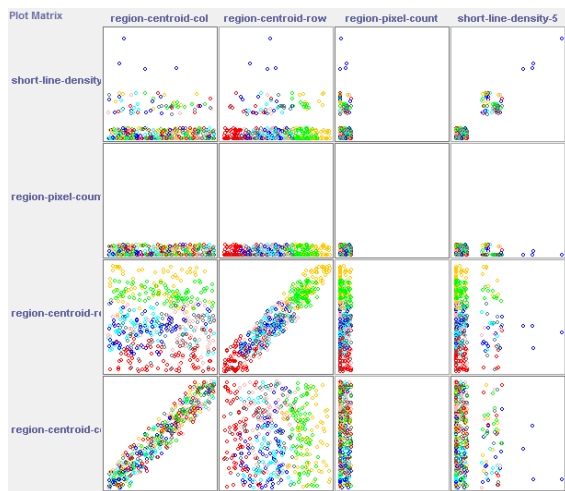 Plot Matrix
region-centroid-col region-centroid-row region-pixel-count short-line-density-5
short-line-density
region-pixel-coun
region-centroid-r
region-centroid-c